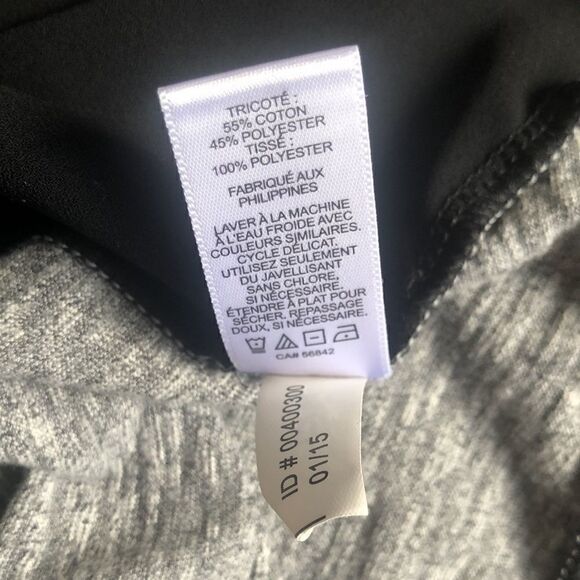 TRICOTÉ :
55% COTON
45% POLYESTER
TISSÉ :
100% POLYESTER
FABRIQUÉ AUX
PHILIPPINES
LAVER À LA MACHINE
À L'EAU FROIDE AVEC
COULEURS SIMILAIRES.
CYCLE DÉLICAT.
UTILISEZ SEULEMENT
DU JAVELLISANT
SANS CHLORE,
SI NÉCESSAIRE.
ÉTENDRE À PLAT POUR
SÉCHER, REPASSAGE
DOUX, SI NÉCESSAIRE.
CA# 56842
ID # 00400300
01/15